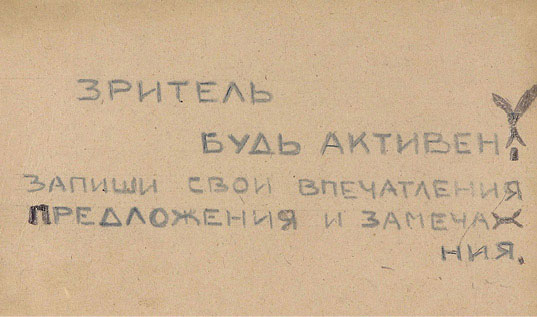 ЗРИТЕЛЬ
БУДЬ АКТИВЕН!
ЗАПИШИ СВОИ ВПЕЧАТЛЕНИЯ
ПРЕДЛОЖЕНИЯ И ЗАМЕЧА
НИЯ.